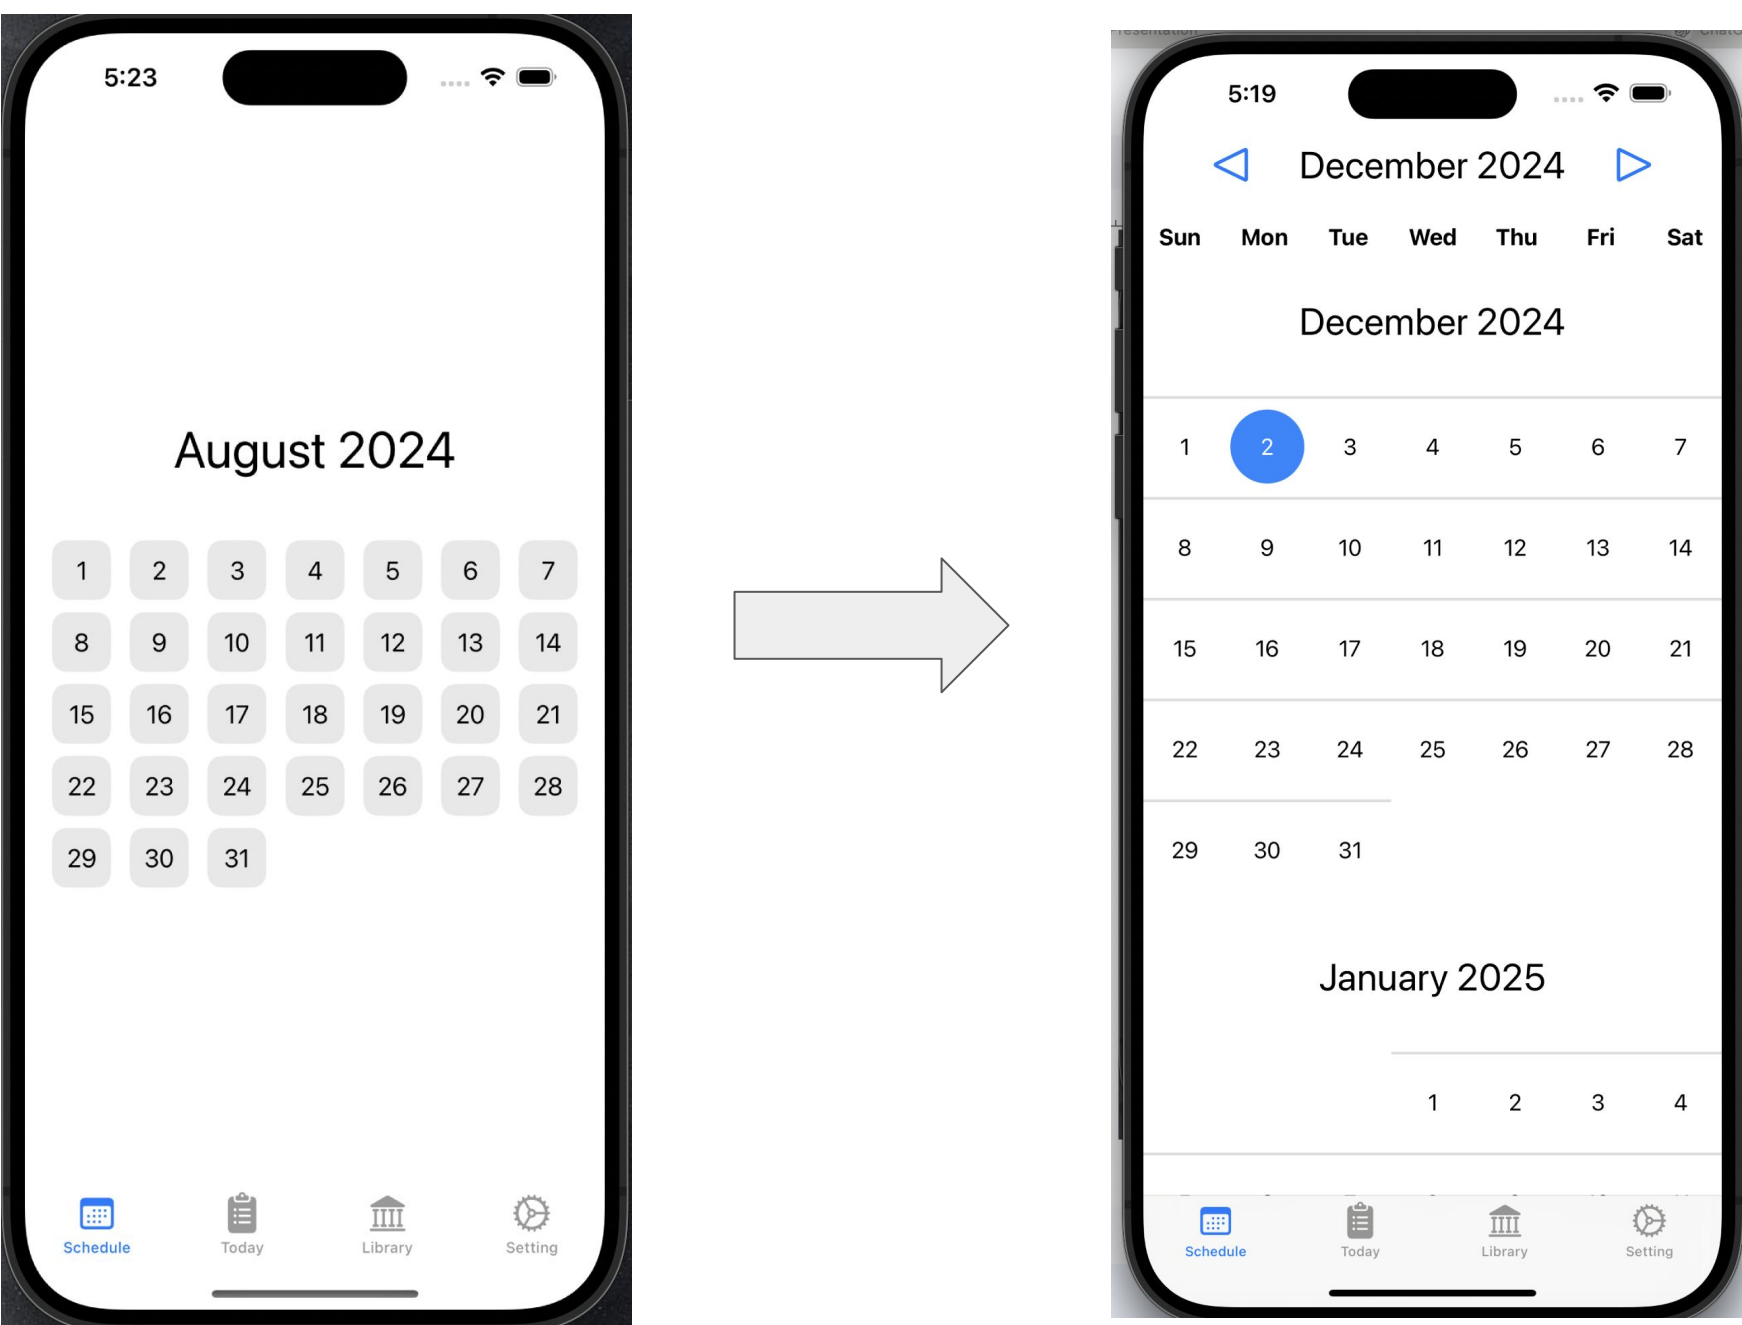 5:23
August 2024
1 2 3 4 5 6 7
8 9 10 11 12 13 14
15 16 17 18 19 20 21
22 23 24 25 26 27 28
29 30 31
Schedule Today Library Setting
Presentation
5:19
December 2024
Sun Mon Tue Wed Thu Fri Sat
December 2024
1 2 3 4 5 6 7
8 9 10 11 12 13 14
15 16 17 18 19 20 21
22 23 24 25 26 27 28
29 30 31
January 2025
1 2 3 4
Schedule Today Library Setting